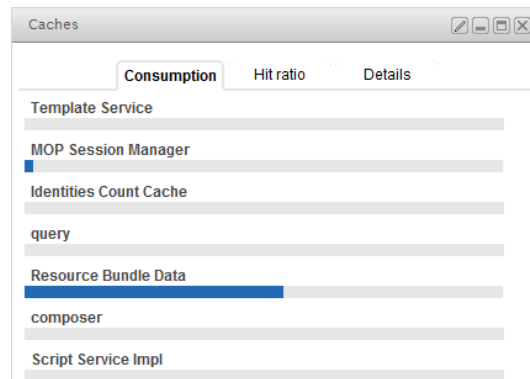 Caches
Consumption Hit ratio Details
Template Service
MOP Session Manager
Identities Count Cache
query
Resource Bundle Data
composer
Script Service Impl